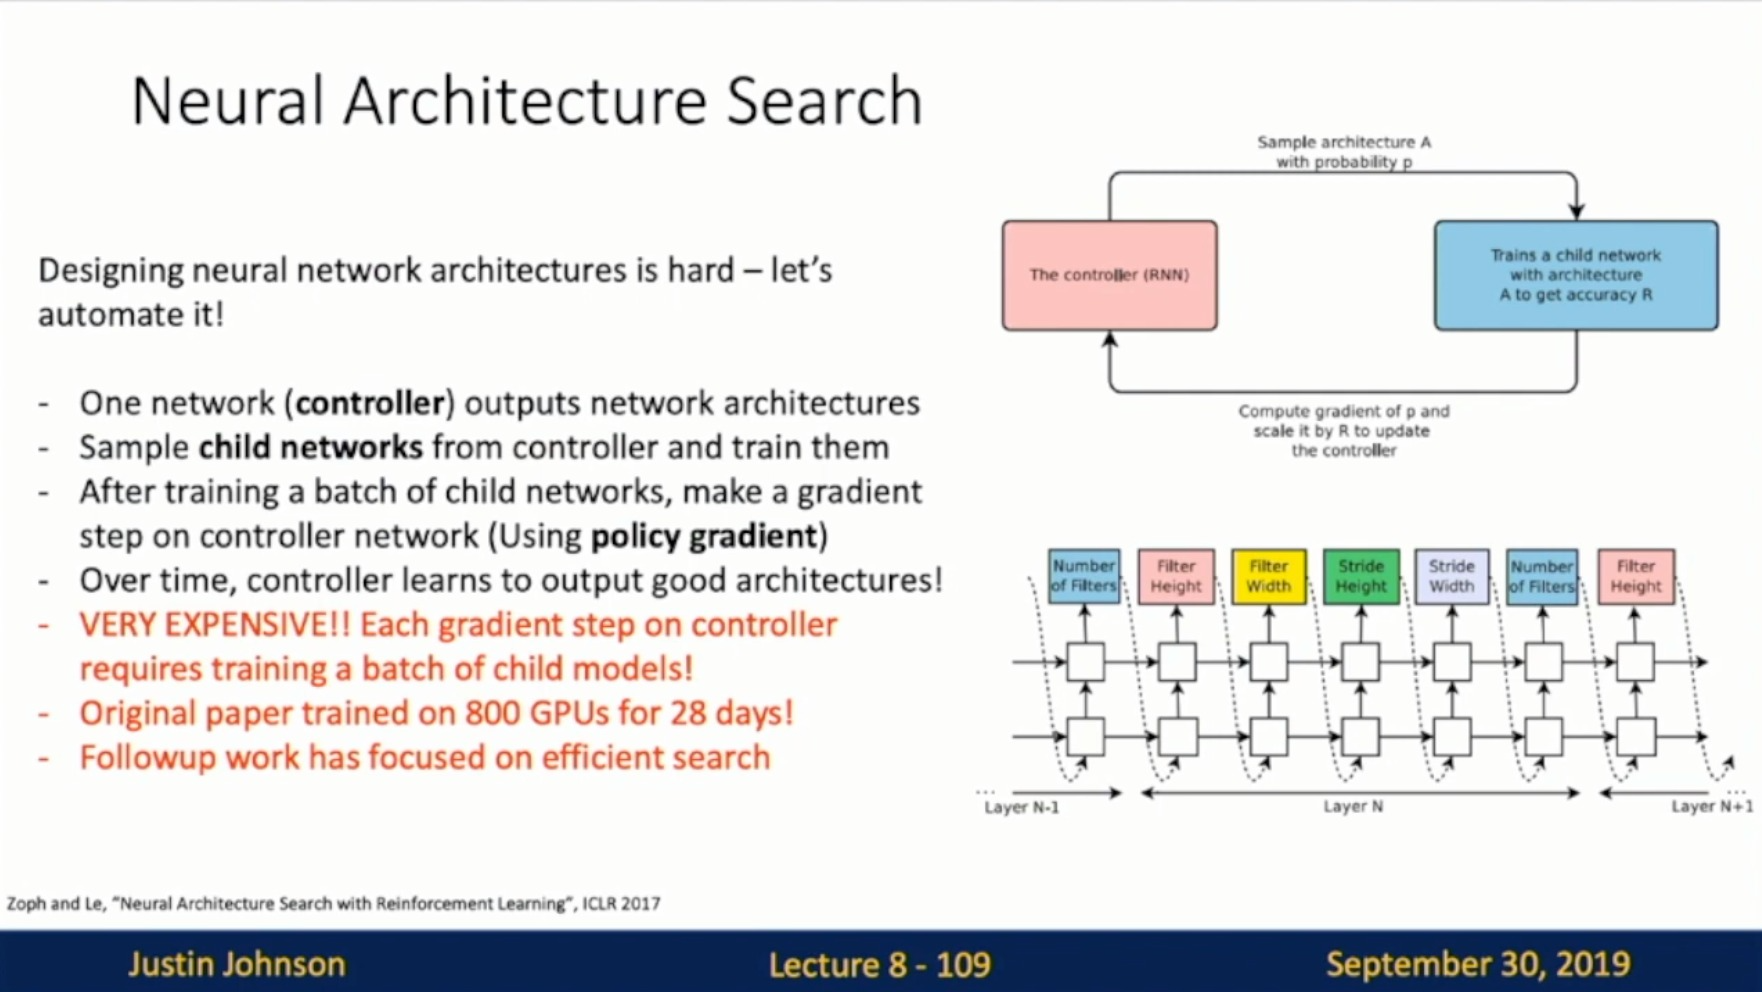 Neural Architecture Search
Designing neural network architectures is hard – let's
automate it!
- One network (controller) outputs network architectures
- Sample child networks from controller and train them
- After training a batch of child networks, make a gradient
step on controller network (Using policy gradient)
- Over time, controller learns to output good architectures!
- VERY EXPENSIVE!! Each gradient step on controller
requires training a batch of child models!
- Original paper trained on 800 GPUs for 28 days!
- Followup work has focused on efficient search
Sample architecture A
with probability p
The controller (RNN)
Trains a child network
with architecture
A to get accuracy R
Compute gradient of p and
scale it by R to update
the controller
Number
of Filters
Filter
Height
Filter
Width
Stride
Height
Stride
Width
Number
of Filters
Filter
Height
...
Layer N-1
Layer N
...
Layer N+1
Zoph and Le, "Neural Architecture Search with Reinforcement Learning", ICLR 2017
Justin Johnson
Lecture 8 - 109
September 30, 2019